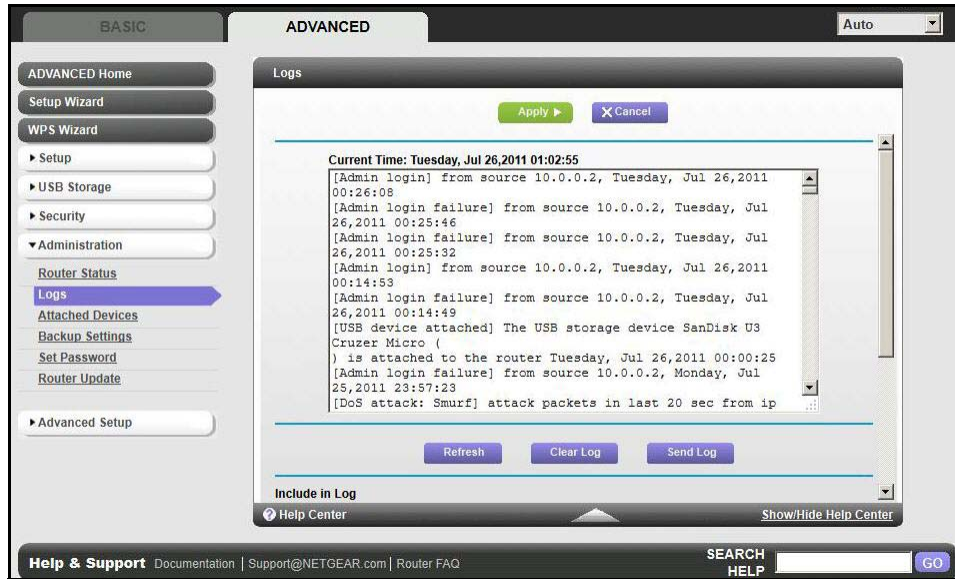 BASIC
ADVANCED
Auto
ADVANCED Home
Setup Wizard
WPS Wizard
Setup
USB Storage
Security
Administration
Router Status
Logs
Attached Devices
Backup Settings
Set Password
Router Update
Advanced Setup
Logs
Apply
Cancel
Current Time: Tuesday, Jul 26,2011 01:02:55
[Admin login] from source 10.0.0.2, Tuesday, Jul 26,2011
00:26:08
[Admin login failure] from source 10.0.0.2, Tuesday, Jul
26,2011 00:25:46
[Admin login failure] from source 10.0.0.2, Tuesday, Jul
26,2011 00:25:32
[Admin login] from source 10.0.0.2, Tuesday, Jul 26,2011
00:14:53
[Admin login failure] from source 10.0.0.2, Tuesday, Jul
26,2011 00:14:49
[USB device attached] The USB storage device SanDisk U3
Cruzer Micro (
) is attached to the router Tuesday, Jul 26,2011 00:00:25
[Admin login failure] from source 10.0.0.2, Monday, Jul
25,2011 23:57:23
[DoS attack: Smurf] attack packets in last 20 sec from ip
Refresh
Clear Log
Send Log
Include in Log
Help Center
Show/Hide Help Center
Help & Support Documentation | Support@NETGEAR.com | Router FAQ
SEARCH
HELP
GO